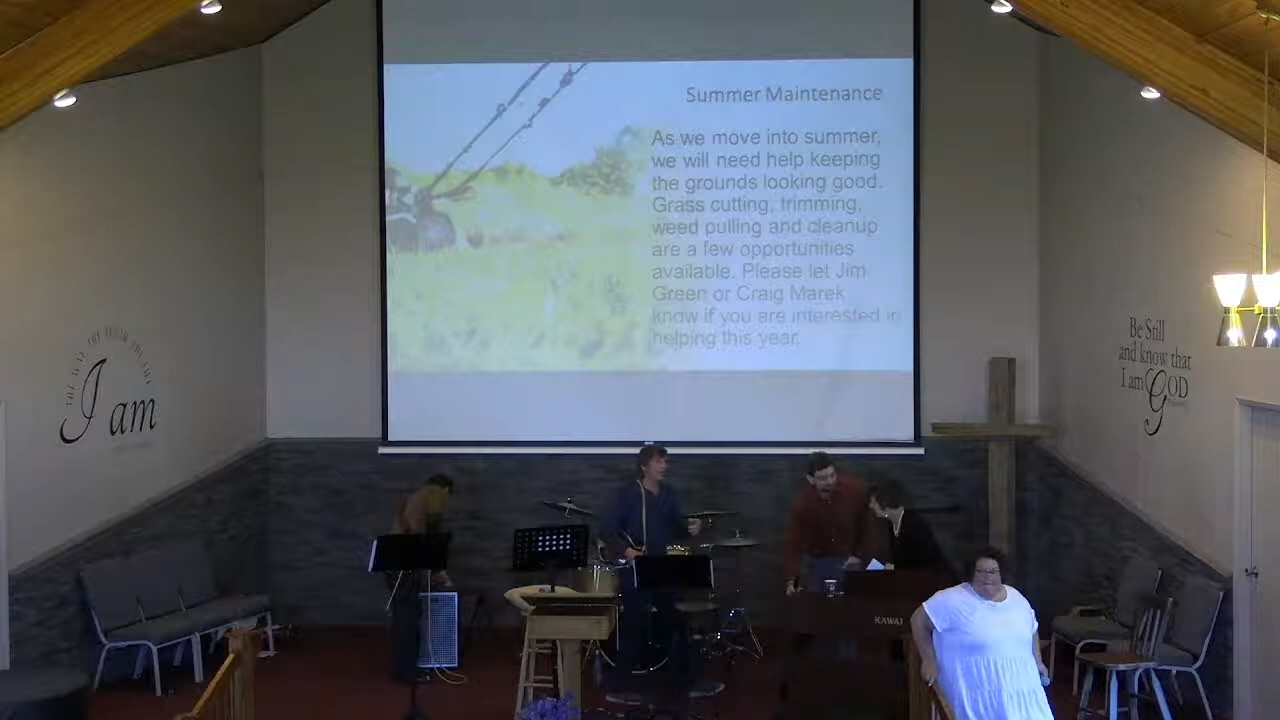 Summer Maintenance
As we move into summer,
we will need help keeping
the grounds looking good.
Grass cutting, trimming,
weed pulling and cleanup
are a few opportunities
available. Please let Jim
Green or Craig Marek
know if you are interested in
helping this year.
I am
Be Still
and know that
I am GOD
KAWAI